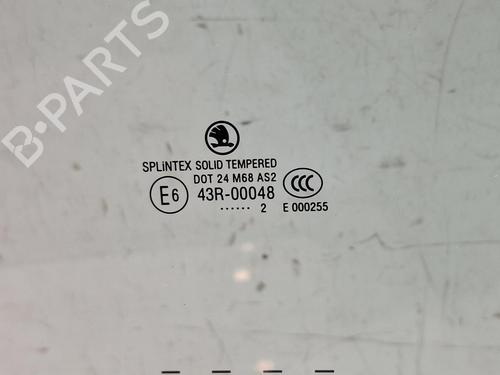 B-PARTS
SPLiNTEX SOLID TEMPERED
DOT 24 M68 AS2
E6 43R-00048 CCC
...... 2 E 000255